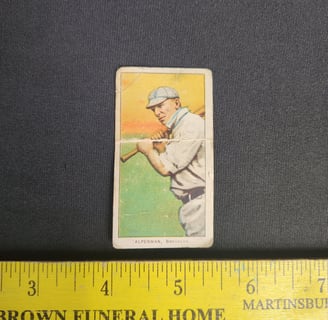 ALPERMAN, BROOKLYN
3 4 5 6 7
MARTINSBU
BROWN FUNERAL HOME